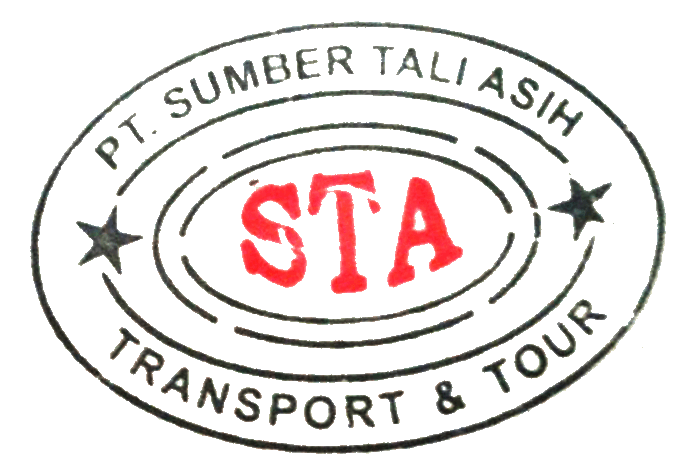 PT. SUMBER TALI ASIH
STA
TRANSPORT & TOUR